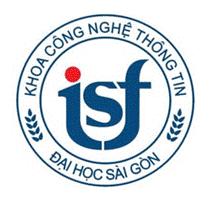 KHOA CÔNG NGHỆ THÔNG TIN
isf
ĐẠI HỌC SÀI GÒN